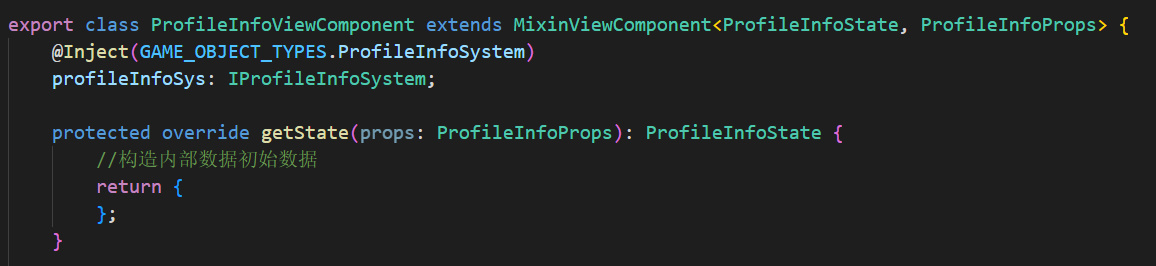 export class ProfileInfoViewComponent extends MixinViewComponent<ProfileInfoState, ProfileInfoProps> {
@Inject(GAME_OBJECT_TYPES.ProfileInfoSystem)
profileInfoSys: IProfileInfoSystem;
protected override getState(props: ProfileInfoProps): ProfileInfoState {
//构造内部数据初始数据
return {
};
}